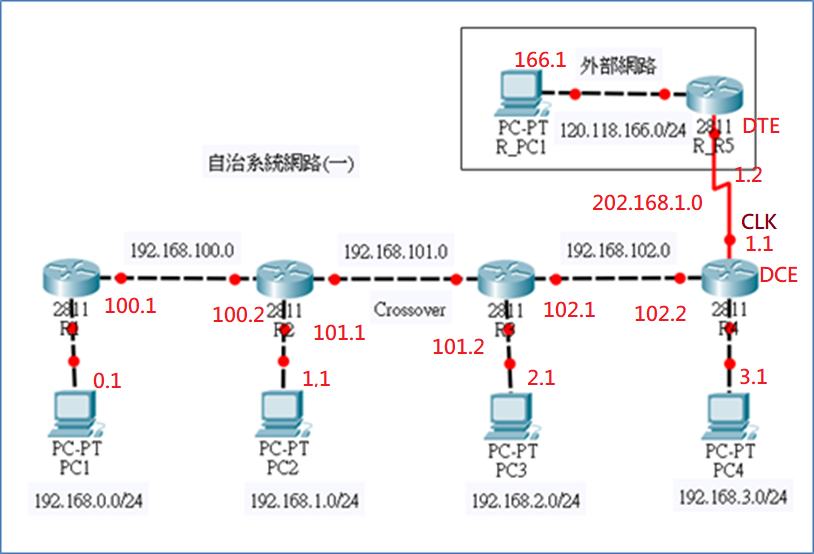 166.1
外部網路
PC-PT
R_PC1
120.118.166.0/24
2811
R_R5
DTE
自治系統網路(一)
1.2
202.168.1.0
CLK
1.1
192.168.100.0
192.168.101.0
192.168.102.0
DCE
100.1
100.2
Crossover
102.1
102.2
2811
R1
2811
R2
2811
R3
2811
R4
101.1
101.2
0.1
1,1
2.1
3.1
PC-PT
PC1
PC-PT
PC2
PC-PT
PC3
PC-PT
PC4
192.168.0.0/24
192.168.1.0/24
192.168.2.0/24
192.168.3.0/24